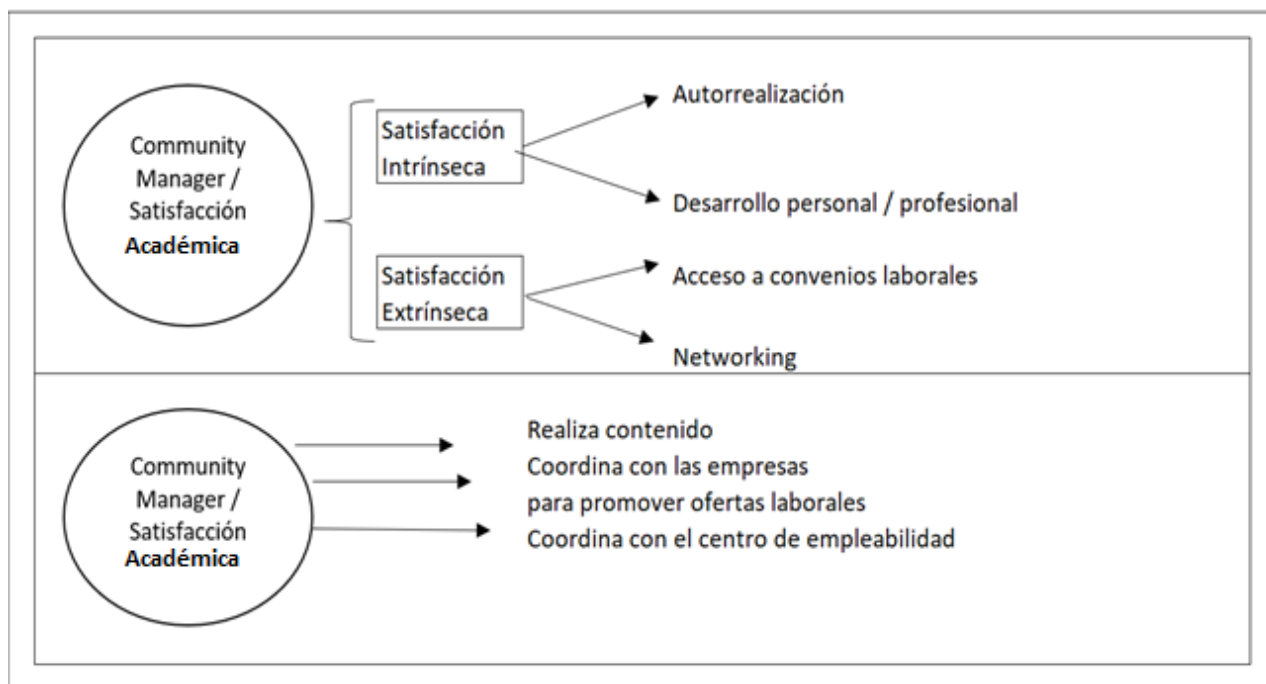 Community
Manager /
Satisfacción
Académica
Satisfacción
Intrínseca
Autorrealización
Desarrollo personal / profesional
Satisfacción
Extrínseca
Acceso a convenios laborales
Networking
Community
Manager /
Satisfacción
Académica
Realiza contenido
Coordina con las empresas
para promover ofertas laborales
Coordina con el centro de empleabilidad